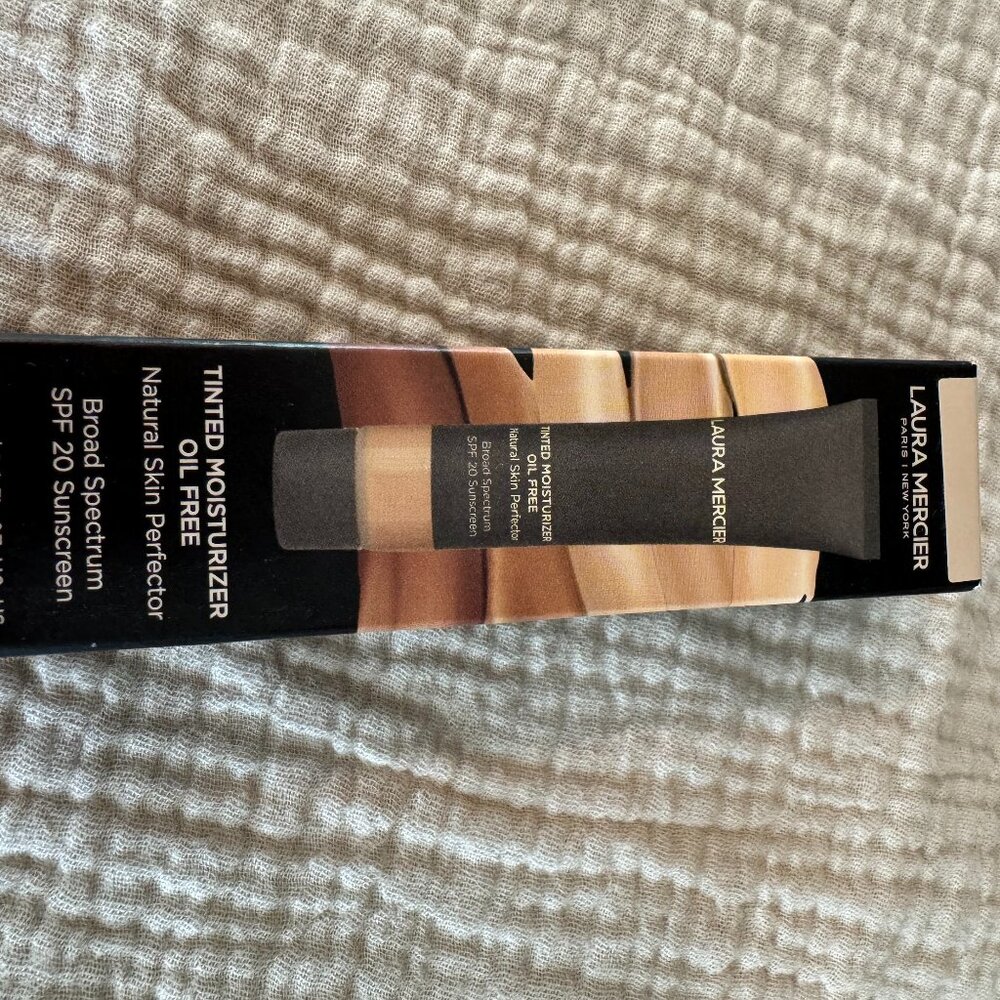 LAURA MERCIER
PARIS | NEW YORK
LAURA MERCIER
TINTED MOISTURIZER
OIL FREE
Natural Skin Perfector
Broad Spectrum
SPF 20 Sunscreen
TINTED MOISTURIZER
OIL FREE
Natural Skin Perfector
Broad Spectrum
SPF 20 Sunscreen